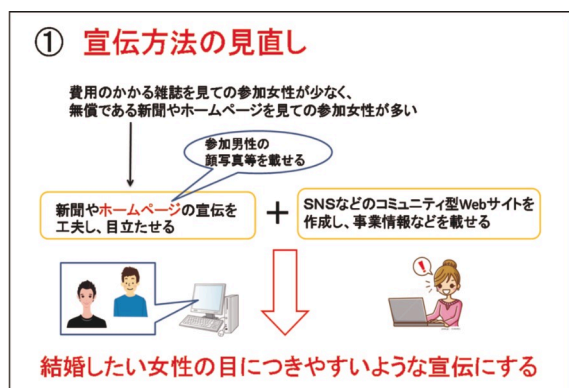 ① 宣伝方法の見直し
費用のかかる雑誌を見ての参加女性が少なく、
無償である新聞やホームページを見ての参加女性が多い
参加男性の
顔写真等を載せる
新聞やホームページの宣伝を
工夫し、目立たせる
+
SNSなどのコミュニティ型Webサイトを
作成し、事業情報などを載せる
!
結婚したい女性の目につきやすいような宣伝にする